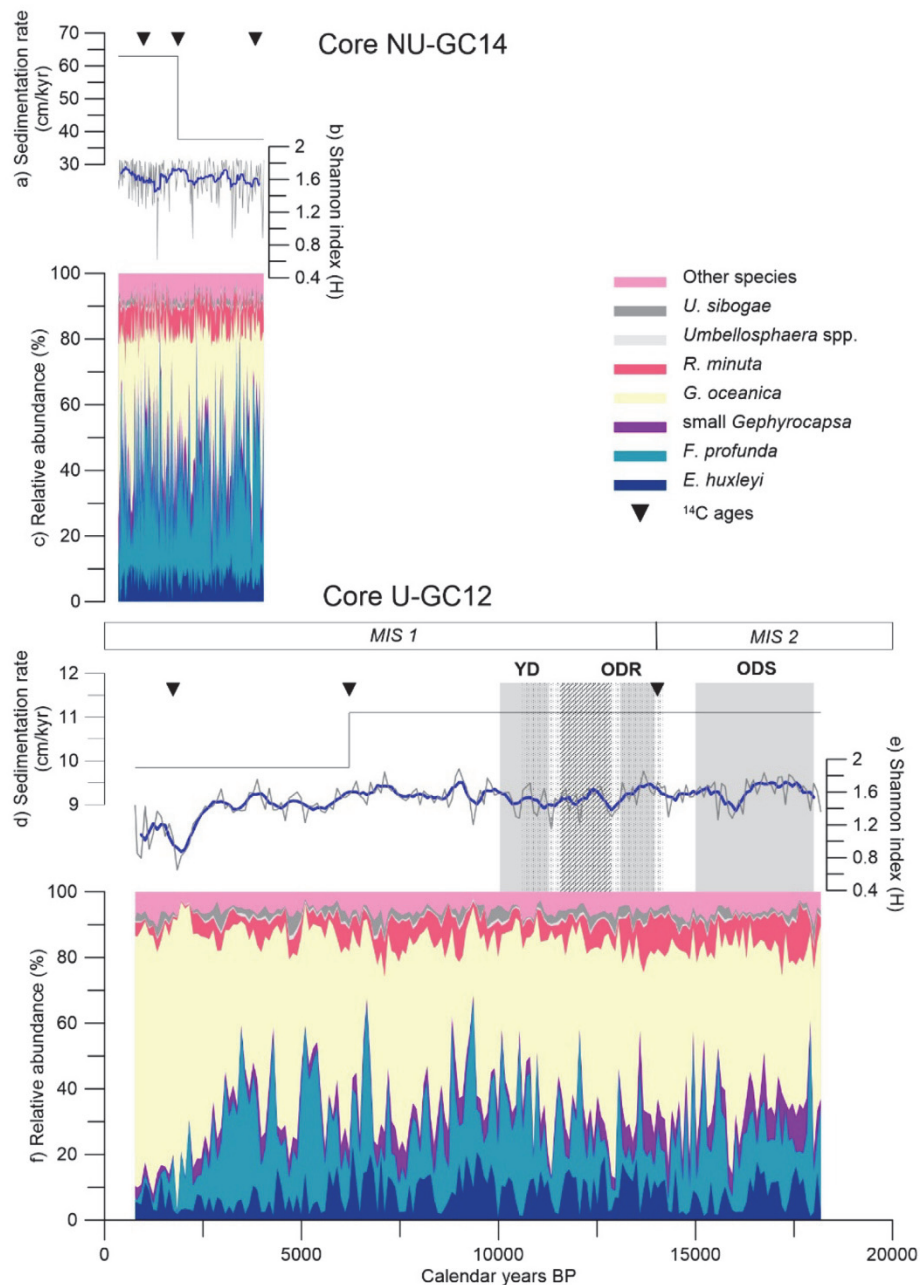 Core NU-GC14
a) Sedimentation rate
(cm/kyr)
70
60
50
40
30
b) Shannon index (H)
2
1.6
1.2
0.8
0.4
c) Relative abundance (%)
100
80
60
40
20
0
Other species
U. sibogae
Umbellosphaera spp.
R. minuta
G. oceanica
small Gephyrocapsa
F. profunda
E. huxleyi
14C ages
Core U-GC12
MIS 1
MIS 2
YD
ODR
ODS
d) Sedimentation rate
(cm/kyr)
12
11
10
9
e) Shannon index (H)
2
1.6
1.2
0.8
0.4
f) Relative abundance (%)
100
80
60
40
20
0
0
5000
10000
15000
20000
Calendar years BP